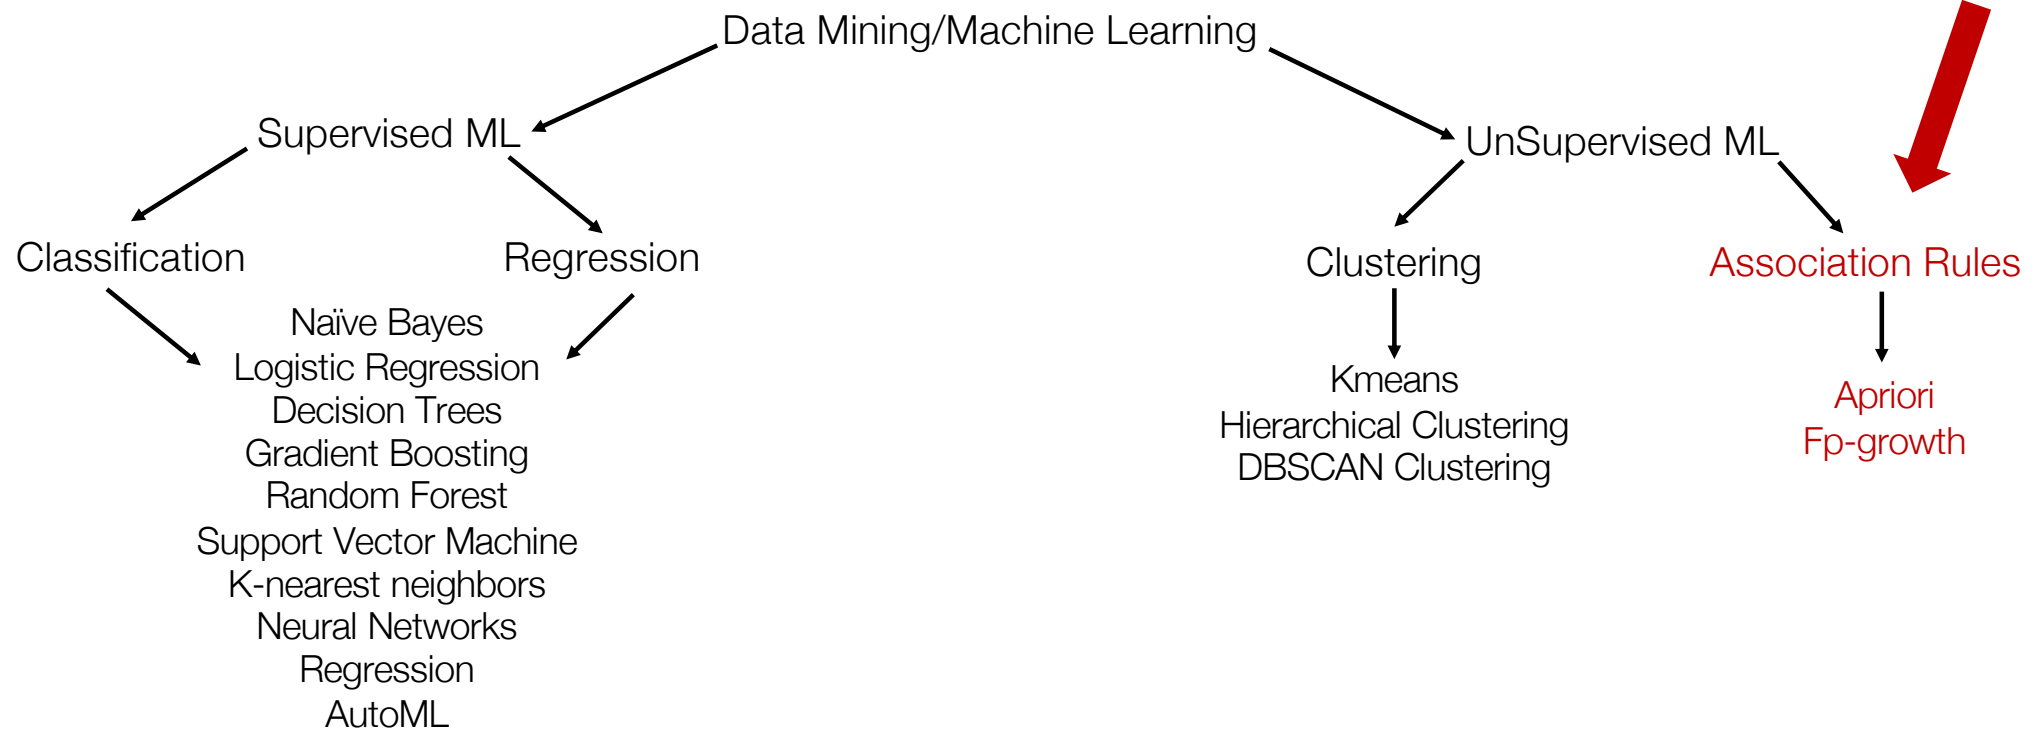 Data Mining/Machine Learning
Supervised ML
UnSupervised ML
Classification
Regression
Clustering
Association Rules
Naïve Bayes
Logistic Regression
Decision Trees
Gradient Boosting
Random Forest
Support Vector Machine
K-nearest neighbors
Neural Networks
Regression
AutoML
Kmeans
Hierarchical Clustering
DBSCAN Clustering
Apriori
Fp-growth